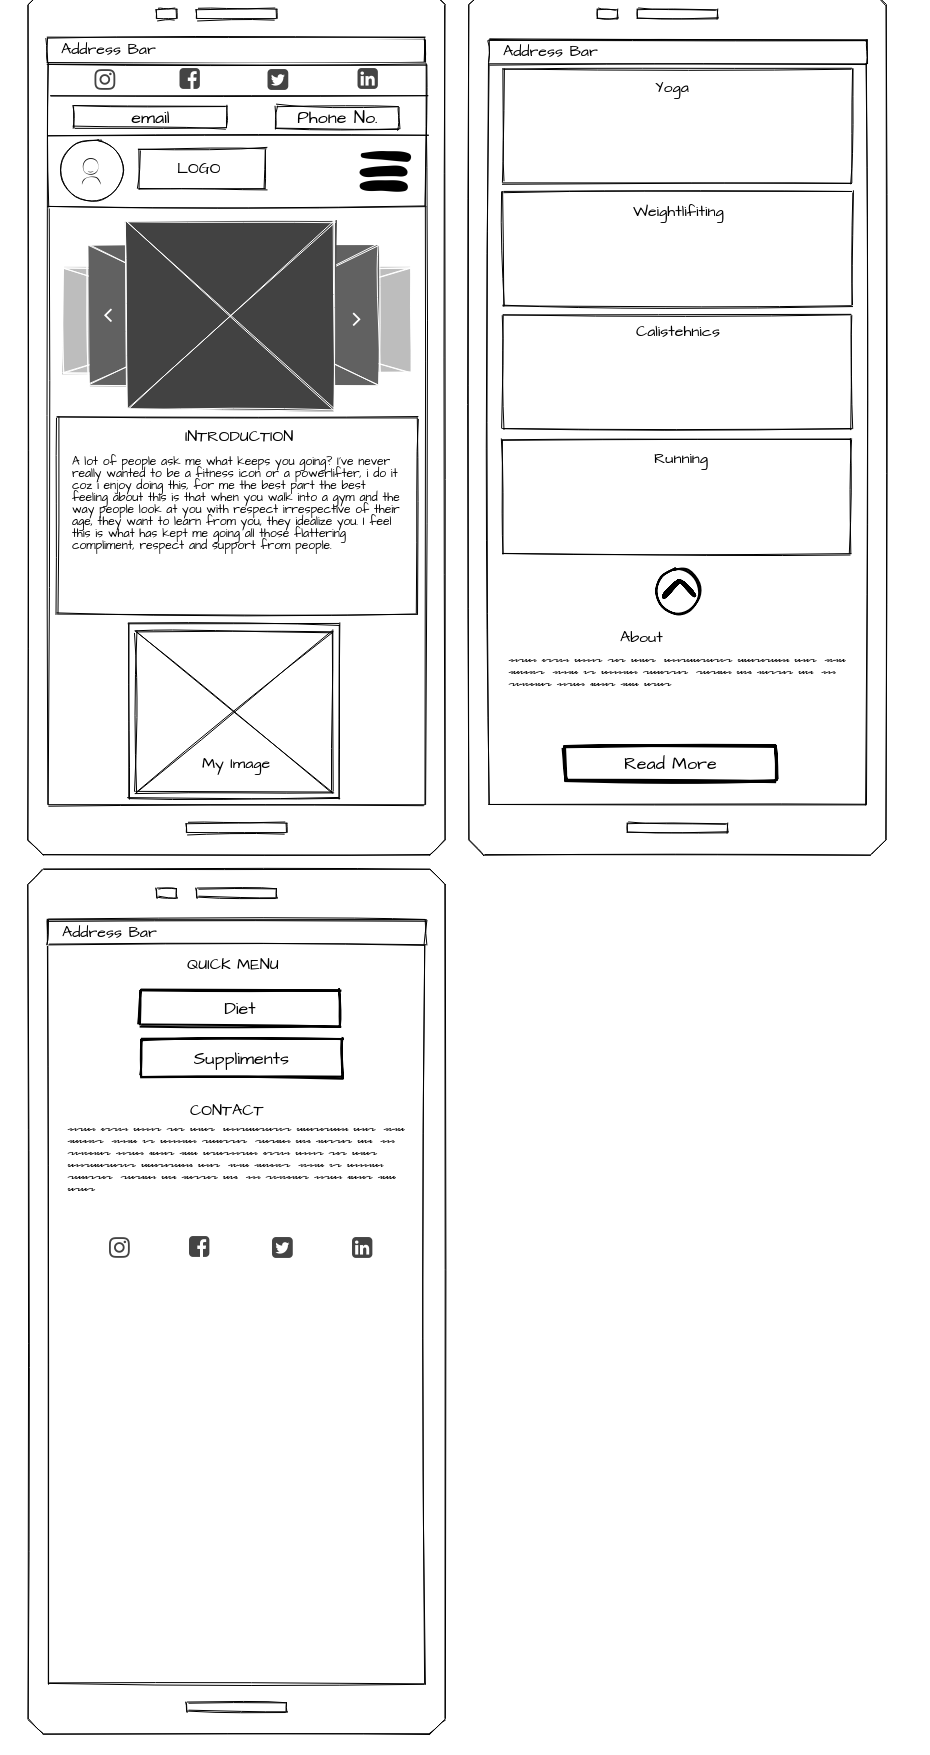 Address Bar
email
Phone No.
LOGO
INTRODUCTION
A lot of people ask me what keeps you going? I've never
really wanted to be a fitness icon or a powerlifter, i do it
coz i enjoy doing this, for me the best part the best
feeling about this is that when you walk into a gym and the
way people look at you with respect irrespective of their
age, they want to learn from you, they idealize you. I feel
this is what has kept me going all those flattering
compliment, respect and support from people.
My Image
Address Bar
Yoga
Weightlifiting
Calistehnics
Running
About
Read More
Address Bar
QUICK MENU
Diet
Suppliments
CONTACT